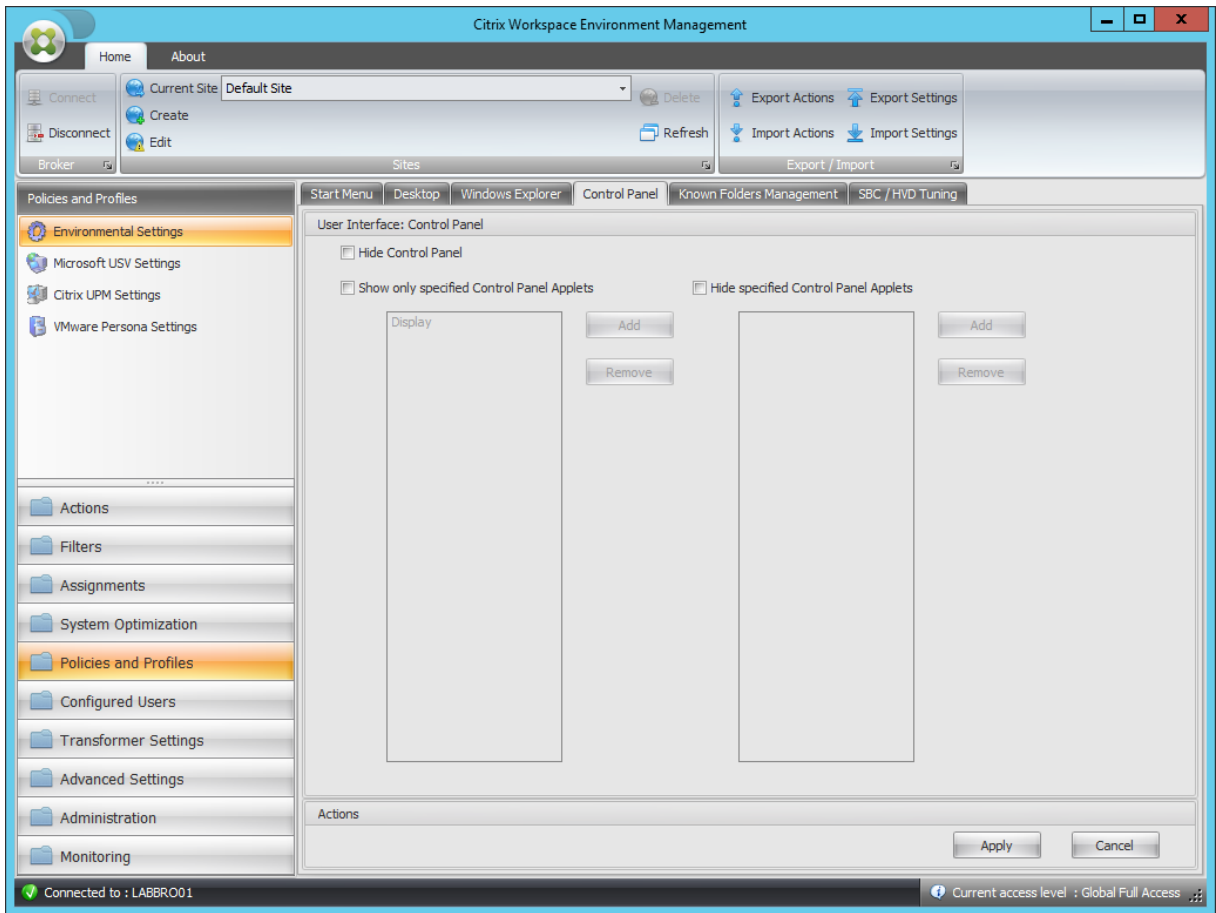 Citrix Workspace Environment Management
Home About
Connect
Disconnect
Broker
Current Site Default Site
Create
Edit
Delete
Refresh
Sites
Export Actions Export Settings
Import Actions Import Settings
Export / Import
Policies and Profiles
Environmental Settings
Microsoft USV Settings
Citrix UPM Settings
VMware Persona Settings
Actions
Filters
Assignments
System Optimization
Policies and Profiles
Configured Users
Transformer Settings
Advanced Settings
Administration
Monitoring
Start Menu Desktop Windows Explorer Control Panel Known Folders Management SBC / HVD Tuning
User Interface: Control Panel
Hide Control Panel
Show only specified Control Panel Applets Hide specified Control Panel Applets
Display
Add Add
Remove Remove
Actions
Apply Cancel
Connected to : LABBRO01
Current access level : Global Full Access